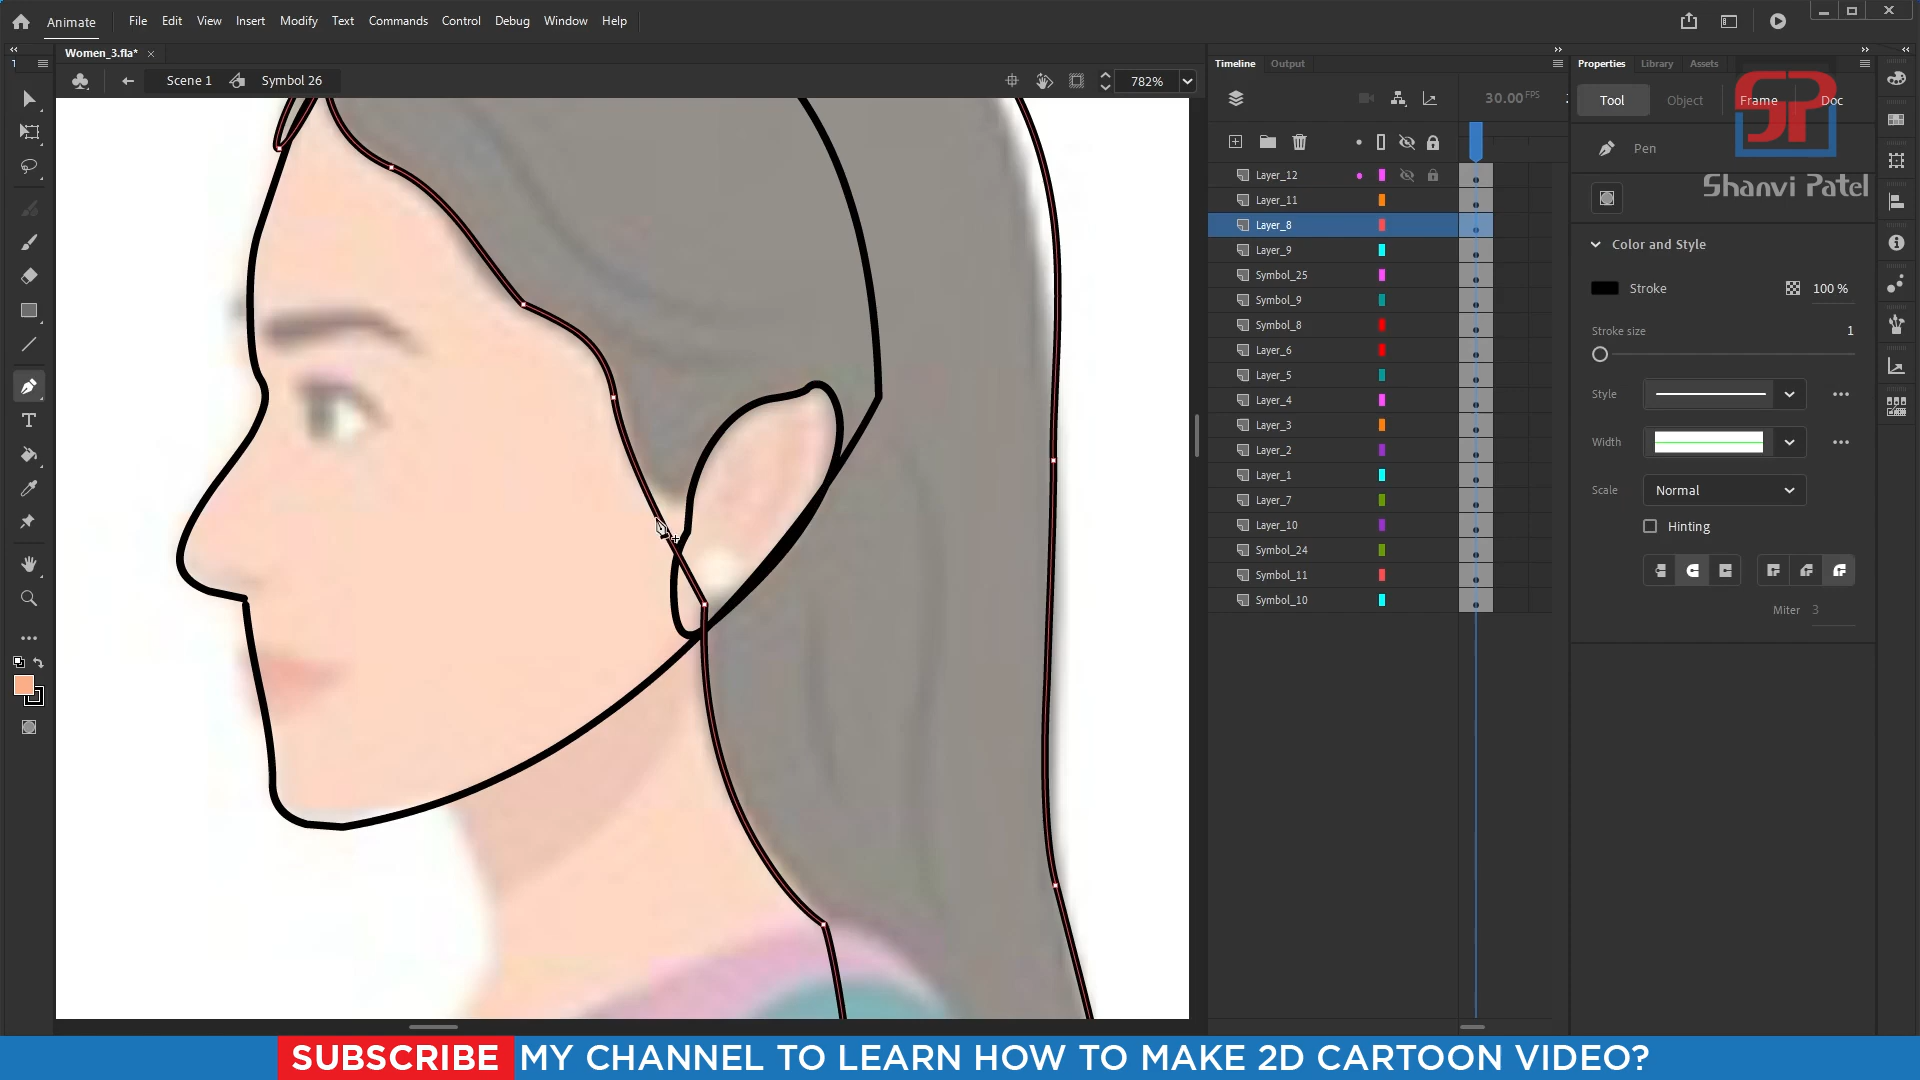 Animate File Edit View Insert Modify Text Commands Control Debug Window Help
Women_3.fla*
Scene 1 Symbol 26 782%
Timeline Output
30.00 FPS
Layer_12
Layer_11
Layer_8
Layer_9
Symbol_25
Symbol_9
Symbol_8
Layer_6
Layer_5
Layer_4
Layer_3
Layer_2
Layer_1
Layer_7
Layer_10
Symbol_24
Symbol_11
Symbol_10
Properties Library Assets
Tool Object Frame Doc
SP
Pen
Shanvi Patel
Color and Style
Stroke 100 %
Stroke size 1
Style
Width
Scale Normal
Hinting
Miter 3
SUBSCRIBE MY CHANNEL TO LEARN HOW TO MAKE 2D CARTOON VIDEO?